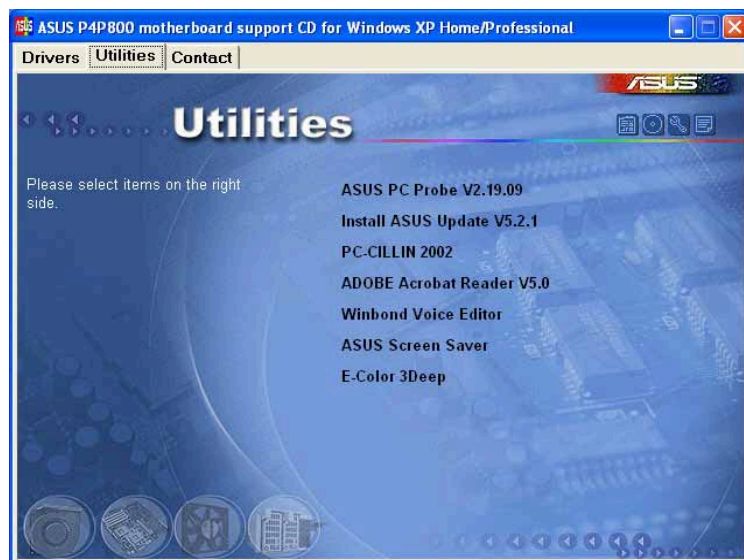 ASUS P4P800 motherboard support CD for Windows XP Home/Professional
Drivers Utilities Contact
ASUS
Utilities
Please select items on the right
side.
ASUS PC Probe V2.19.09
Install ASUS Update V5.2.1
PC-CILLIN 2002
ADOBE Acrobat Reader V5.0
Winbond Voice Editor
ASUS Screen Saver
E-Color 3Deep